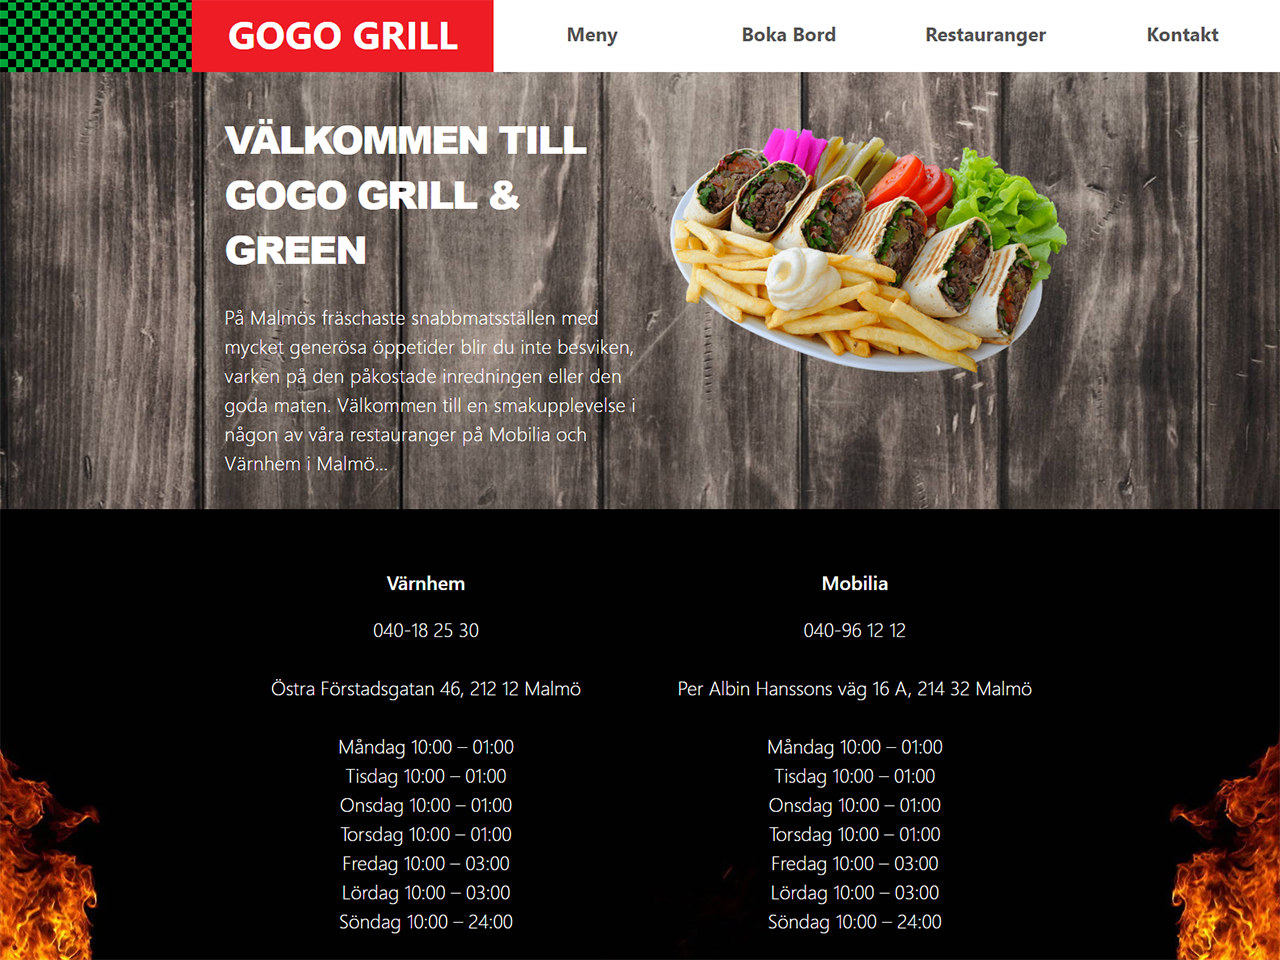 GOGO GRILL
Meny
Boka Bord
Restauranger
Kontakt
VÄLKOMMEN TILL
GOGO GRILL &
GREEN
På Malmös fräschaste snabbmatsställen med
mycket generösa öppetider blir du inte besviken,
varken på den påkostade inredningen eller den
goda maten. Välkommen till en smakupplevelse i
någon av våra restauranger på Mobilia och
Värnhem i Malmö...
Värnhem
040-18 25 30
Östra Förstadsgatan 46, 212 12 Malmö
Måndag 10:00 – 01:00
Tisdag 10:00 – 01:00
Onsdag 10:00 – 01:00
Torsdag 10:00 – 01:00
Fredag 10:00 – 03:00
Lördag 10:00 – 03:00
Söndag 10:00 – 24:00
Mobilia
040-96 12 12
Per Albin Hanssons väg 16 A, 214 32 Malmö
Måndag 10:00 – 01:00
Tisdag 10:00 – 01:00
Onsdag 10:00 – 01:00
Torsdag 10:00 – 01:00
Fredag 10:00 – 03:00
Lördag 10:00 – 03:00
Söndag 10:00 – 24:00